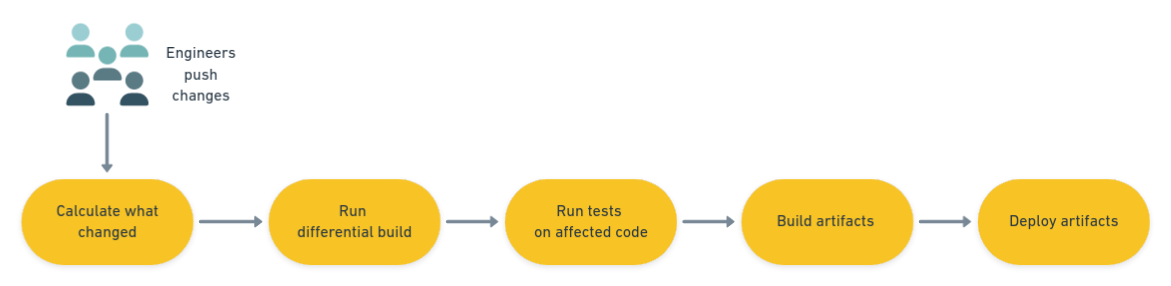 Engineers
push
changes
Calculate what
changed
Run
differential build
Run tests
on affected code
Build artifacts
Deploy artifacts